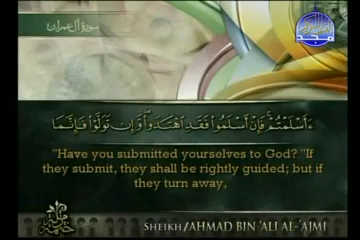 سورة آل عمران
ءَأَسْلَمْتُمْ ۚ فَإِنْ أَسْلَمُوا۟ فَقَدِ ٱهْتَدَوا۟ ۖ وَّإِن تَوَلَّوْا۟ فَإِنَّمَا
"Have you submitted yourselves to God? "If
they submit, they shall be rightly guided; but if
they turn away,
SHEIKH/AHMAD BIN 'ALI AL-'AJMI